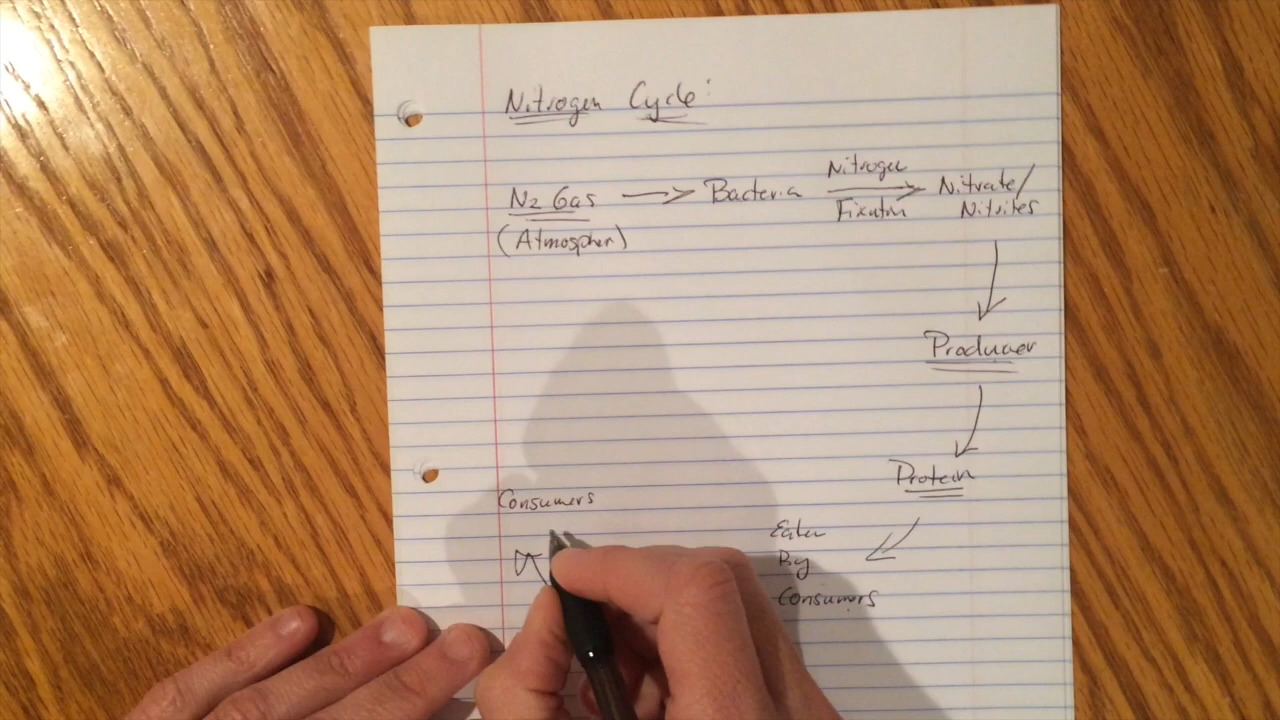 Nitrogen Cycle:
N2 Gas
(Atmospher)
Bacteria
Nitrogen
Fixation
Nitrate/
Nitrites
Producer
Protein
Eaten
By
Consumers
Consumers